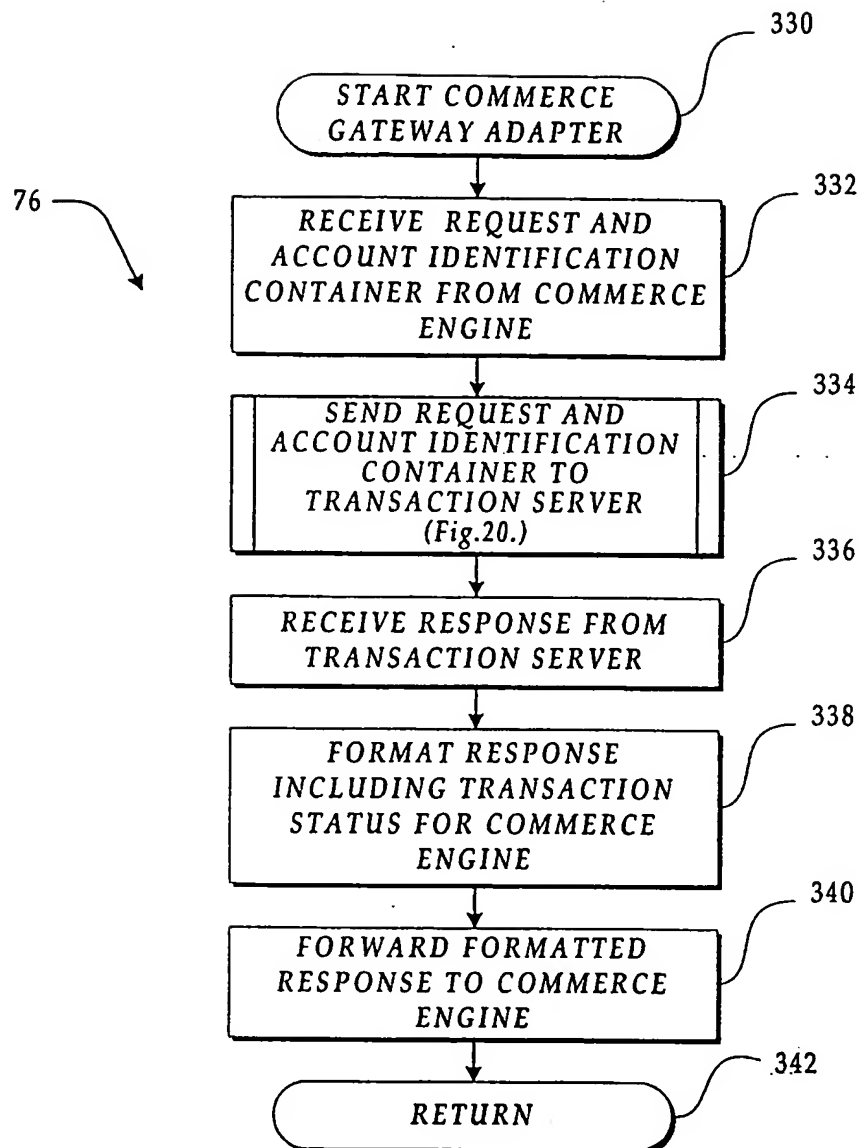 330
START COMMERCE
GATEWAY ADAPTER
76
332
RECEIVE REQUEST AND
ACCOUNT IDENTIFICATION
CONTAINER FROM COMMERCE
ENGINE
334
SEND REQUEST AND
ACCOUNT IDENTIFICATION
CONTAINER TO
TRANSACTION SERVER
(Fig.20.)
336
RECEIVE RESPONSE FROM
TRANSACTION SERVER
338
FORMAT RESPONSE
INCLUDING TRANSACTION
STATUS FOR COMMERCE
ENGINE
340
FORWARD FORMATTED
RESPONSE TO COMMERCE
ENGINE
342
RETURN